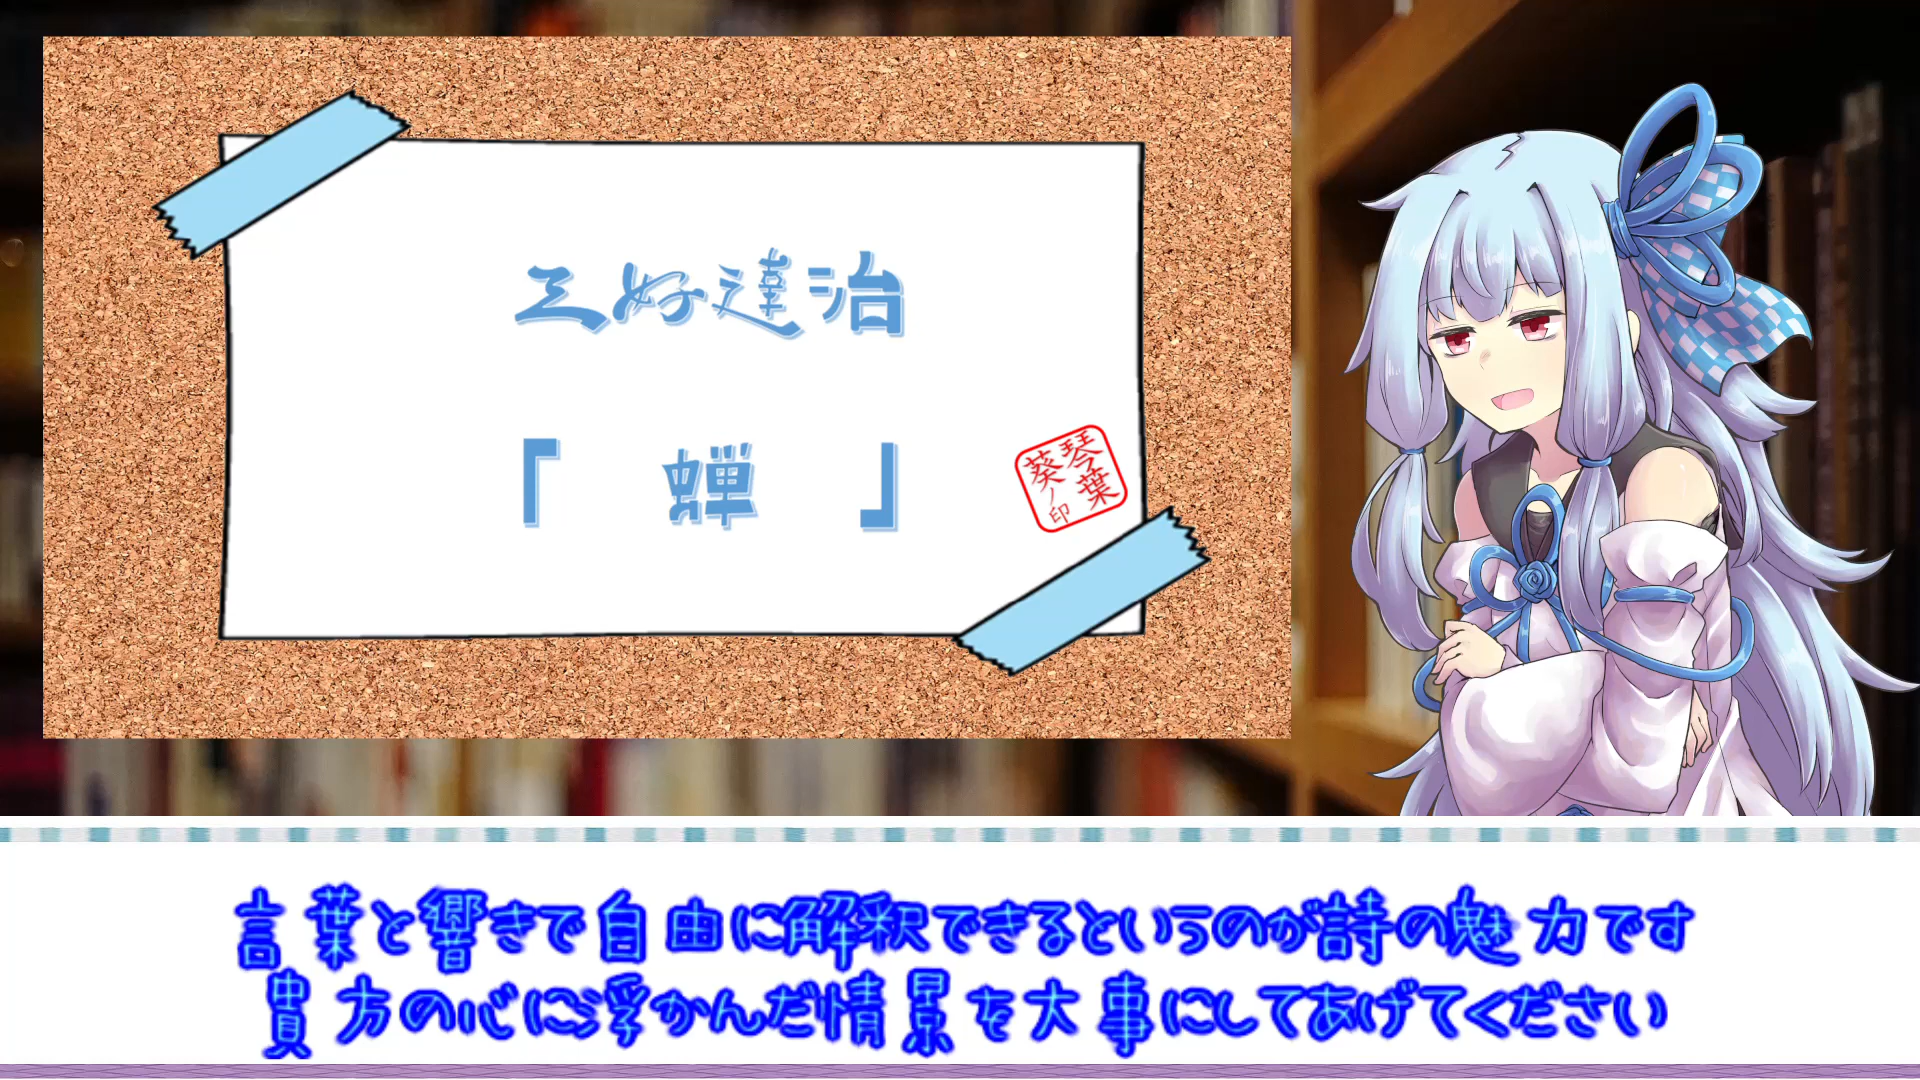 三好達治
「 蝉 」
琴葉
葵ノ印
言葉と響きで自由に解釈できるというのが詩の魅力です
貴方の心に浮かんだ情景を大事にしてあげてください